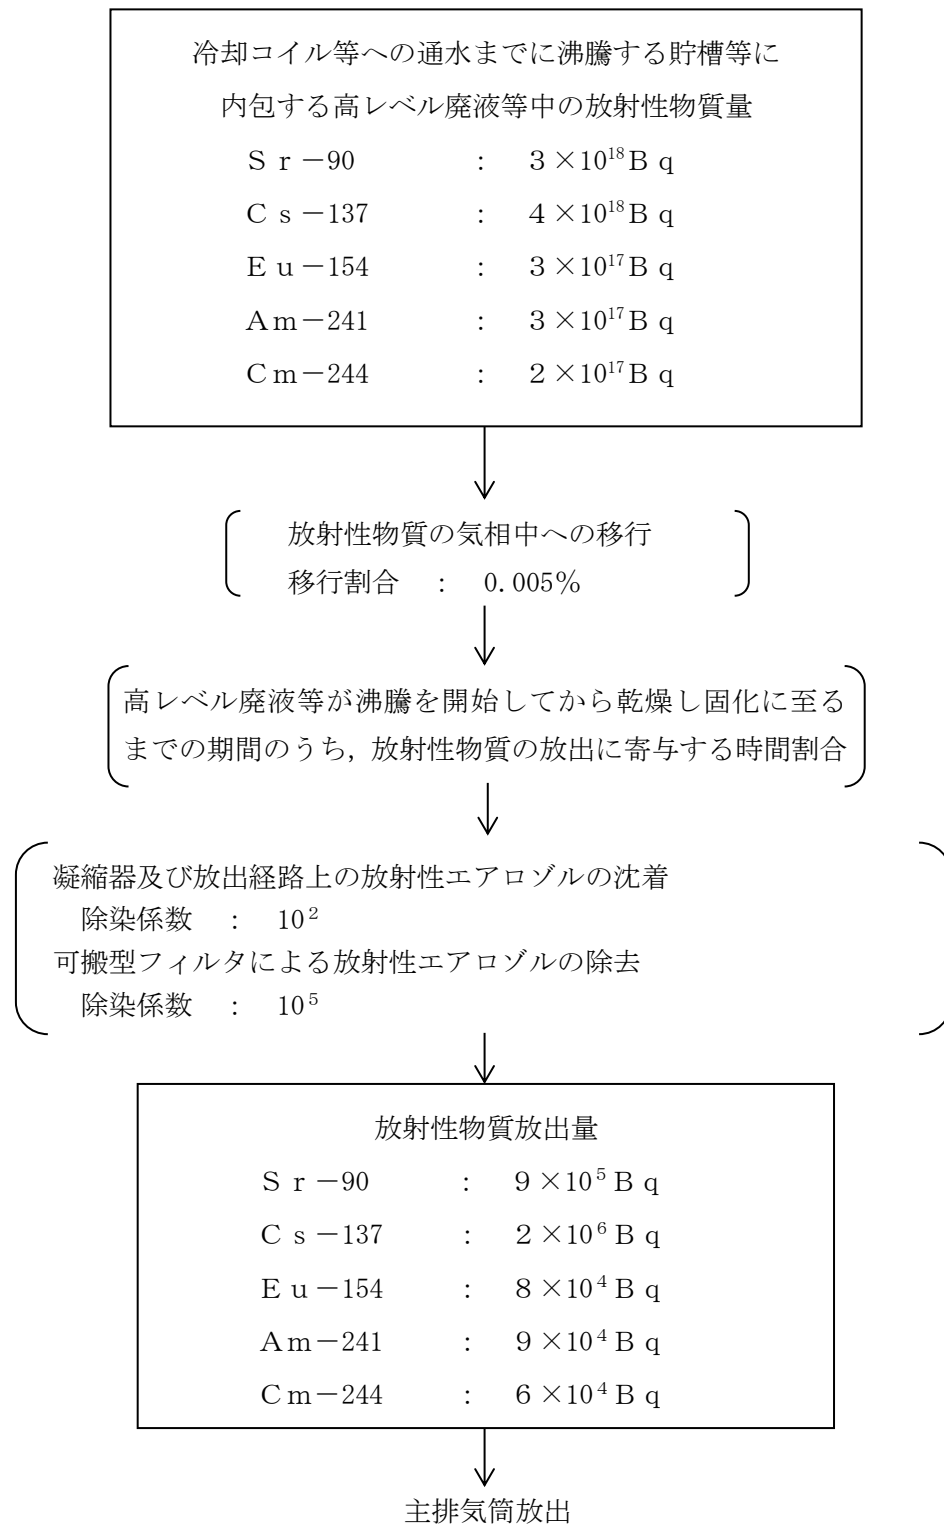 冷却コイル等への通水までに沸騰する貯槽等に
内包する高レベル廃液等中の放射性物質量
Ｓｒ－90 : ３×10¹⁸Ｂｑ
Ｃｓ－137 : ４×10¹⁸Ｂｑ
Ｅｕ－154 : ３×10¹⁷Ｂｑ
Ａｍ－241 : ３×10¹⁷Ｂｑ
Ｃｍ－244 : ２×10¹⁷Ｂｑ
放射性物質の気相中への移行
移行割合 : 0.005％
高レベル廃液等が沸騰を開始してから乾燥し固化に至る
までの期間のうち，放射性物質の放出に寄与する時間割合
凝縮器及び放出経路上の放射性エアロゾルの沈着
除染係数 : 10²
可搬型フィルタによる放射性エアロゾルの除去
除染係数 : 10⁵
放射性物質放出量
Ｓｒ－90 : ９×10⁵Ｂｑ
Ｃｓ－137 : ２×10⁶Ｂｑ
Ｅｕ－154 : ８×10⁴Ｂｑ
Ａｍ－241 : ９×10⁴Ｂｑ
Ｃｍ－244 : ６×10⁴Ｂｑ
主排気筒放出